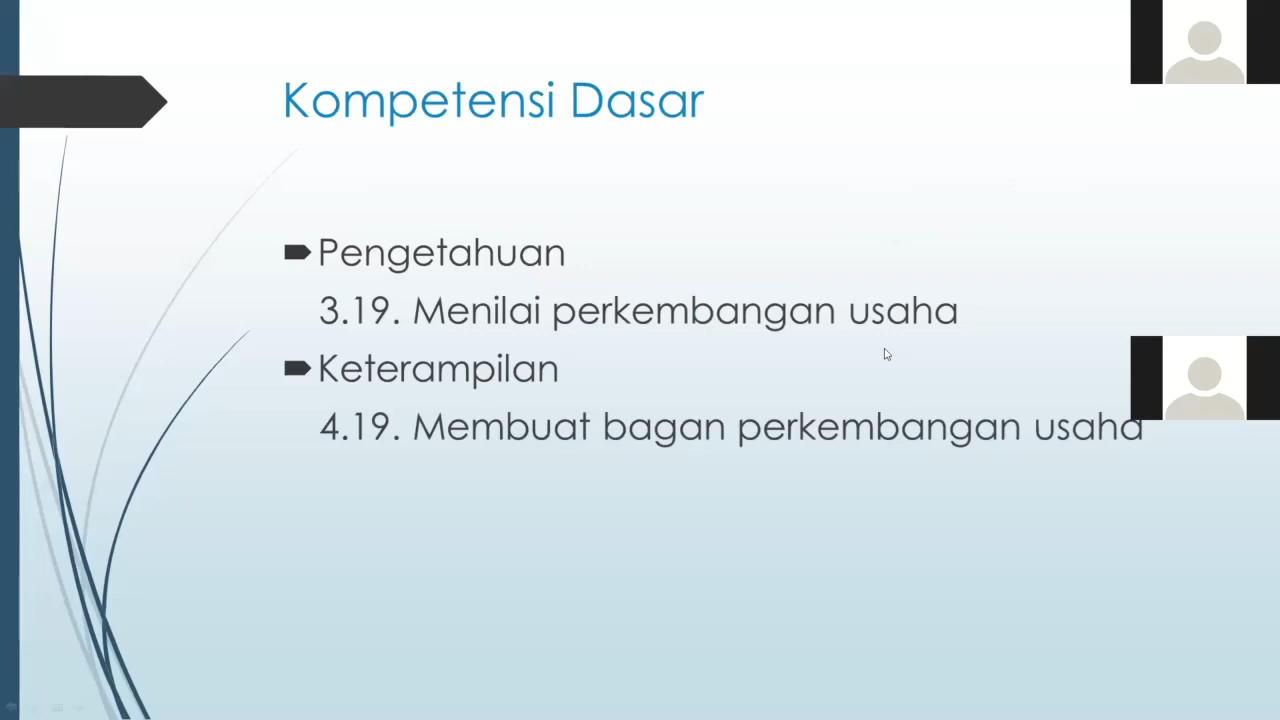 Kompetensi Dasar
Pengetahuan
3.19. Menilai perkembangan usaha
Keterampilan
4.19. Membuat bagan perkembangan usaha